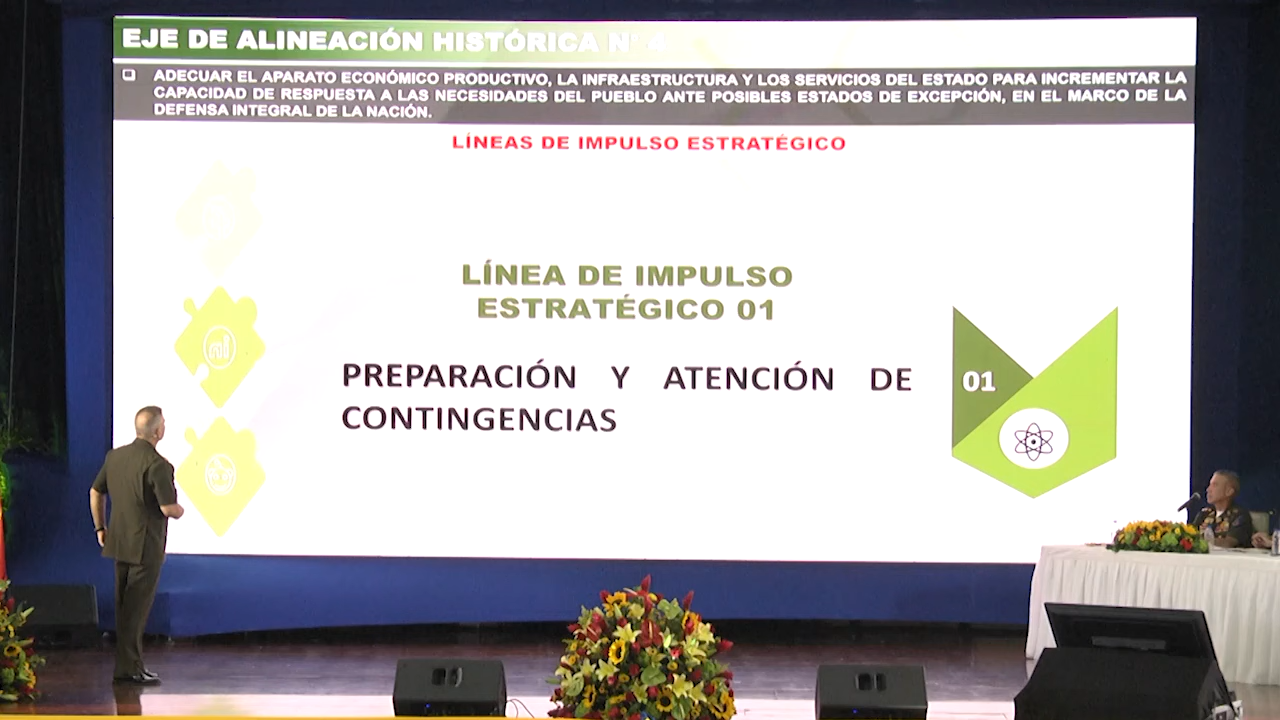 EJE DE ALINEACIÓN HISTÓRICA N° 4
❑ ADECUAR EL APARATO ECONÓMICO PRODUCTIVO, LA INFRAESTRUCTURA Y LOS SERVICIOS DEL ESTADO PARA INCREMENTAR LA
CAPACIDAD DE RESPUESTA A LAS NECESIDADES DEL PUEBLO ANTE POSIBLES ESTADOS DE EXCEPCIÓN, EN EL MARCO DE LA
DEFENSA INTEGRAL DE LA NACIÓN.
LÍNEAS DE IMPULSO ESTRATÉGICO
LÍNEA DE IMPULSO
ESTRATÉGICO 01
PREPARACIÓN Y ATENCIÓN DE
CONTINGENCIAS
01